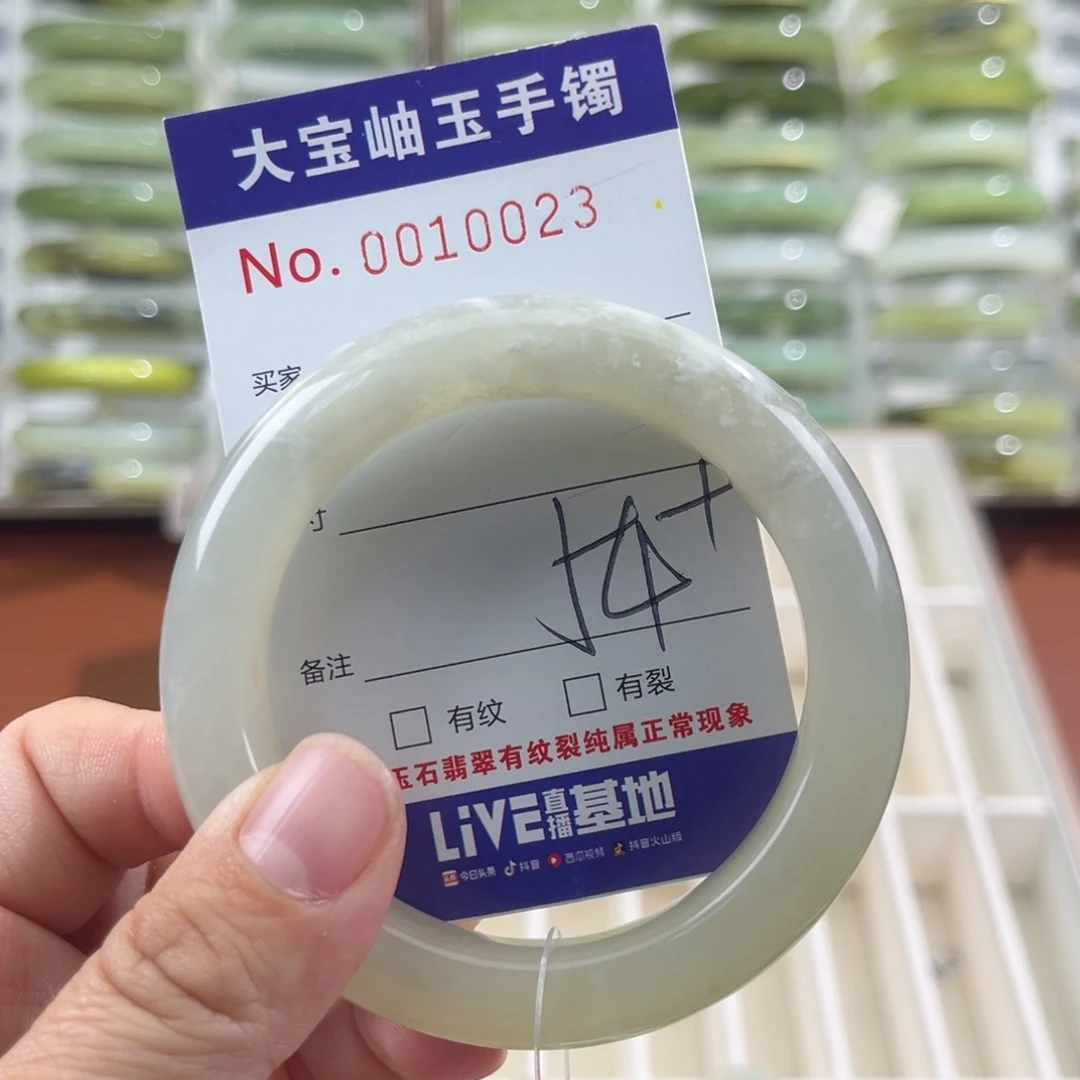 大宝岫玉手镯
No. 0010023
买家
寸
54+
备注
有纹 有裂
玉石翡翠有纹裂纯属正常现象
LiVE直播基地
今日头条 抖音 西瓜视频 抖音火山版